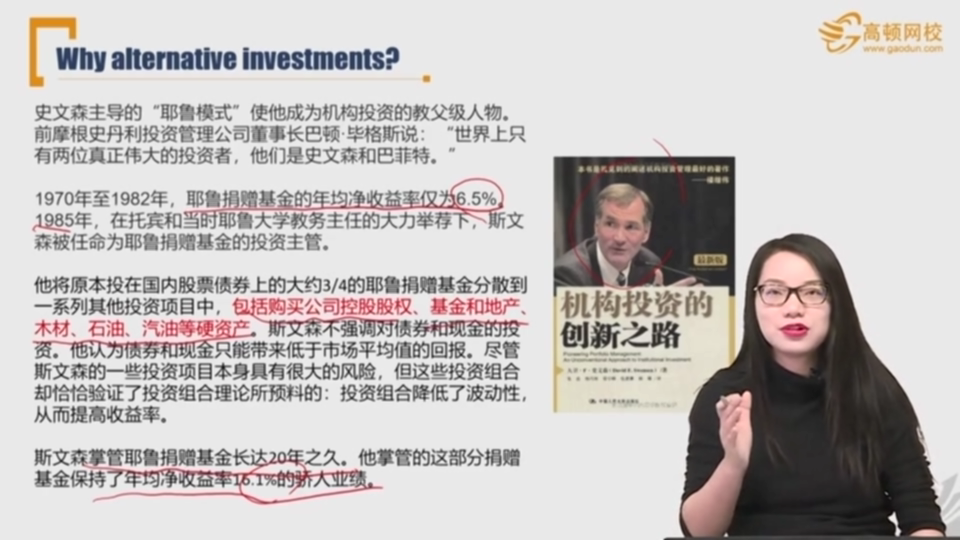 Why alternative investments?
高顿网校
www.gaodun.com
史文森主导的“耶鲁模式”使他成为机构投资的教父级人物。
前摩根史丹利投资管理公司董事长巴顿·毕格斯说：“世界上只
有两位真正伟大的投资者，他们是史文森和巴菲特。”
1970年至1982年，耶鲁捐赠基金的年均净收益率仅为6.5%。
1985年，在托宾和当时耶鲁大学教务主任的大力举荐下，斯文
森被任命为耶鲁捐赠基金的投资主管。
他将原本投在国内股票债券上的大约3/4的耶鲁捐赠基金分散到
一系列其他投资项目中，包括购买公司控股股权、基金和地产、
木材、石油、汽油等硬资产。斯文森不强调对债券和现金的投
资。他认为债券和现金只能带来低于市场平均值的回报。尽管
斯文森的一些投资项目本身具有很大的风险，但这些投资组合
却恰恰验证了投资组合理论所预料的：投资组合降低了波动性，
从而提高收益率。
斯文森掌管耶鲁捐赠基金长达20年之久。他掌管的这部分捐赠
基金保持了年均净收益率16.1%的骄人业绩。
最新版
机构投资的
创新之路
Pioneering Portfolio Management:
An Unconventional Approach to Institutional Investment